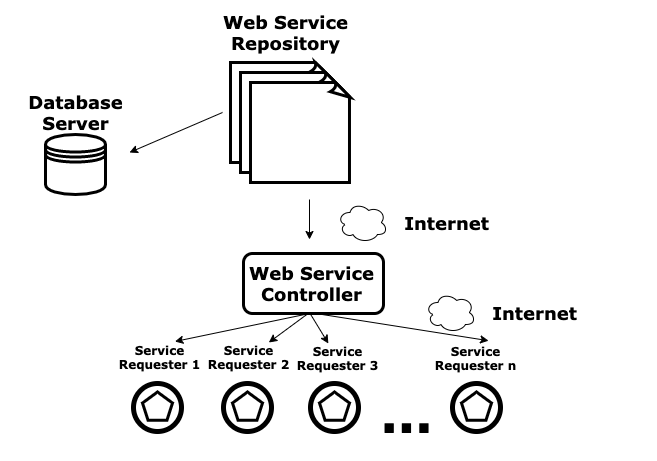 Web Service
Repository
Database
Server
Internet
Web Service
Controller
Internet
Service
Requester 1
Service
Requester 2
Service
Requester 3
Service
Requester n
...